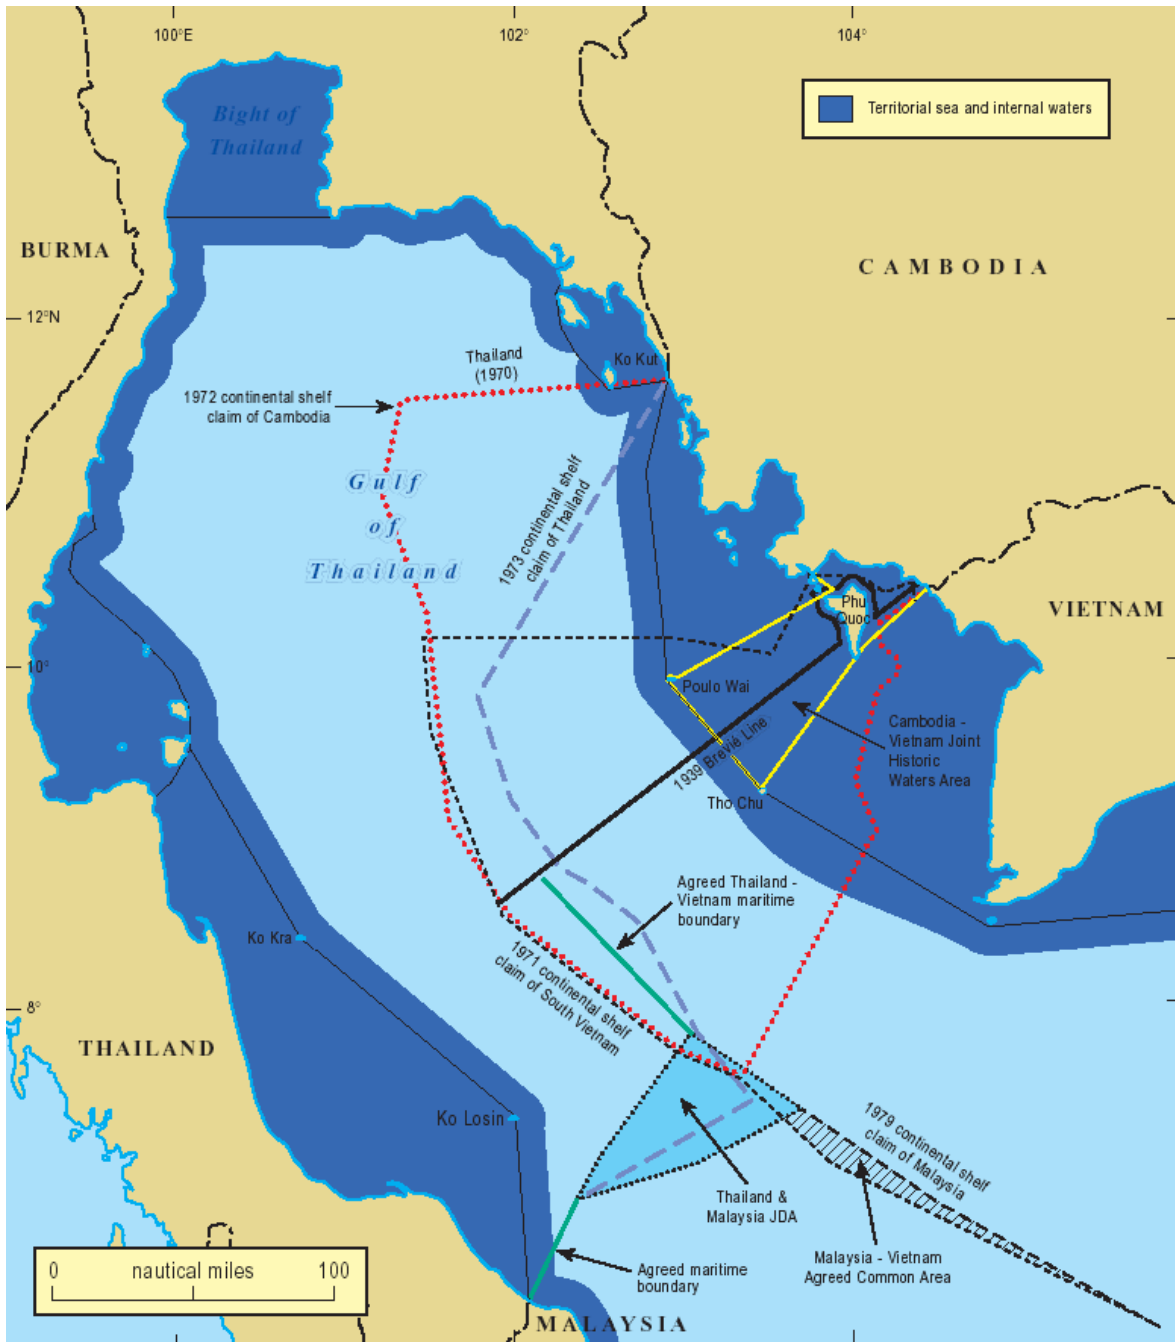 100°E
102°
104°
Territorial sea and internal waters
Bight of
Thailand
BURMA
CAMBODIA
12°N
Ko Kut
Thailand
(1970)
1972 continental shelf
claim of Cambodia
Gulf
of
Thailand
1973 continental shelf
claim of Thailand
Phu
Quoc
VIETNAM
10°
Poulo Wai
1939 Brevié Line
Cambodia -
Vietnam Joint
Historic
Waters Area
Tho Chu
Agreed Thailand -
Vietnam maritime
boundary
Ko Kra
1971 continental shelf
claim of South Vietnam
8°
THAILAND
Ko Losin
1979 continental shelf
claim of Malaysia
Thailand &
Malaysia JDA
Malaysia - Vietnam
Agreed Common Area
Agreed maritime
boundary
0 nautical miles 100
MALAYSIA
104°